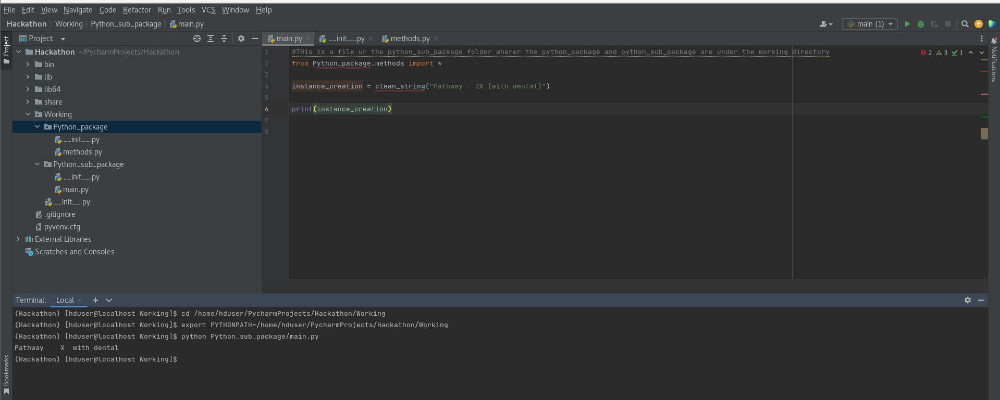 File Edit View Navigate Code Refactor Run Tools VCS Window Help
Hackathon Working Python_sub_package main.py
main (1)
Project
Project
main.py
__init__.py
methods.py
Notifications
Hackathon ~/PycharmProjects/Hackathon
bin
lib
lib64
share
Working
Python_package
__init__.py
methods.py
Python_sub_package
__init__.py
main.py
__init__.py
.gitignore
pyvenv.cfg
External Libraries
Scratches and Consoles
1 #THis is a file ur the python_sub_package folder wherer the python_package and python_sub_package are under the working directory
2 3 1
2 from Python_package.methods import *
3
4 instance_creation = clean_string("Pathway - 2X (with dental)")
5
6 print(instance_creation)
7
8
Terminal: Local
(Hackathon) [hduser@localhost Working]$ cd /home/hduser/PycharmProjects/Hackathon/Working
(Hackathon) [hduser@localhost Working]$ export PYTHONPATH=/home/hduser/PycharmProjects/Hackathon/Working
(Hackathon) [hduser@localhost Working]$ python Python_sub_package/main.py
Pathway    X  with dental
(Hackathon) [hduser@localhost Working]$
Bookmarks